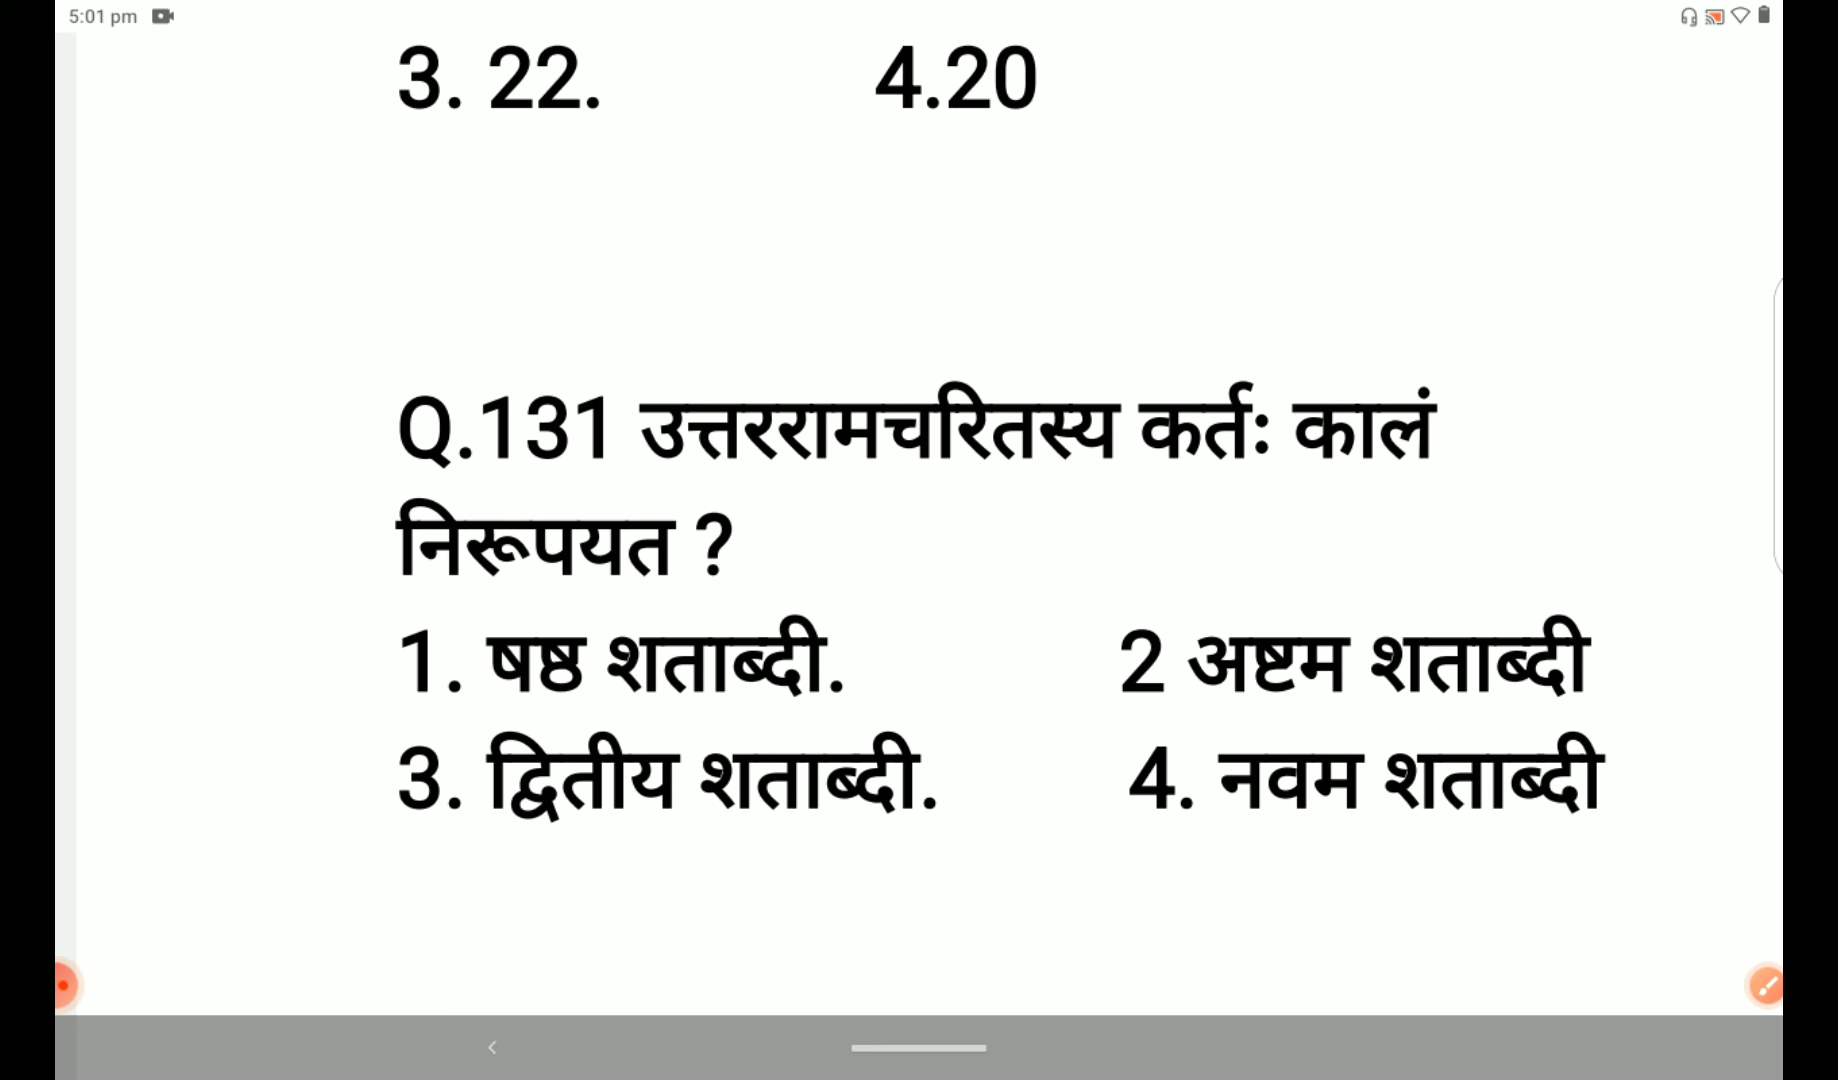 5:01 pm
3. 22. 4.20
Q.131 उत्तररामचरितस्य कर्तः कालं
निरूपयत ?
1. षष्ठ शताब्दी. 2 अष्टम शताब्दी
3. द्वितीय शताब्दी. 4. नवम शताब्दी